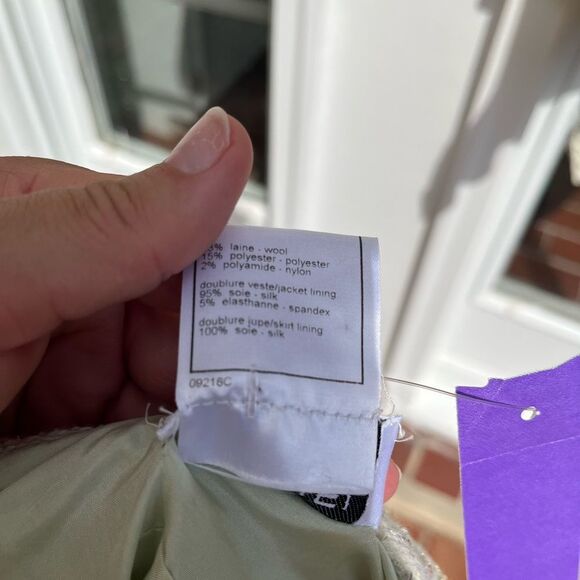 laine - wool
15% polyester - polyester
2% polyamide - nylon
doublure veste/jacket lining
95% soie - silk
5% elasthanne - spandex
doublure jupe/skirt lining
100% soie - silk
09216C